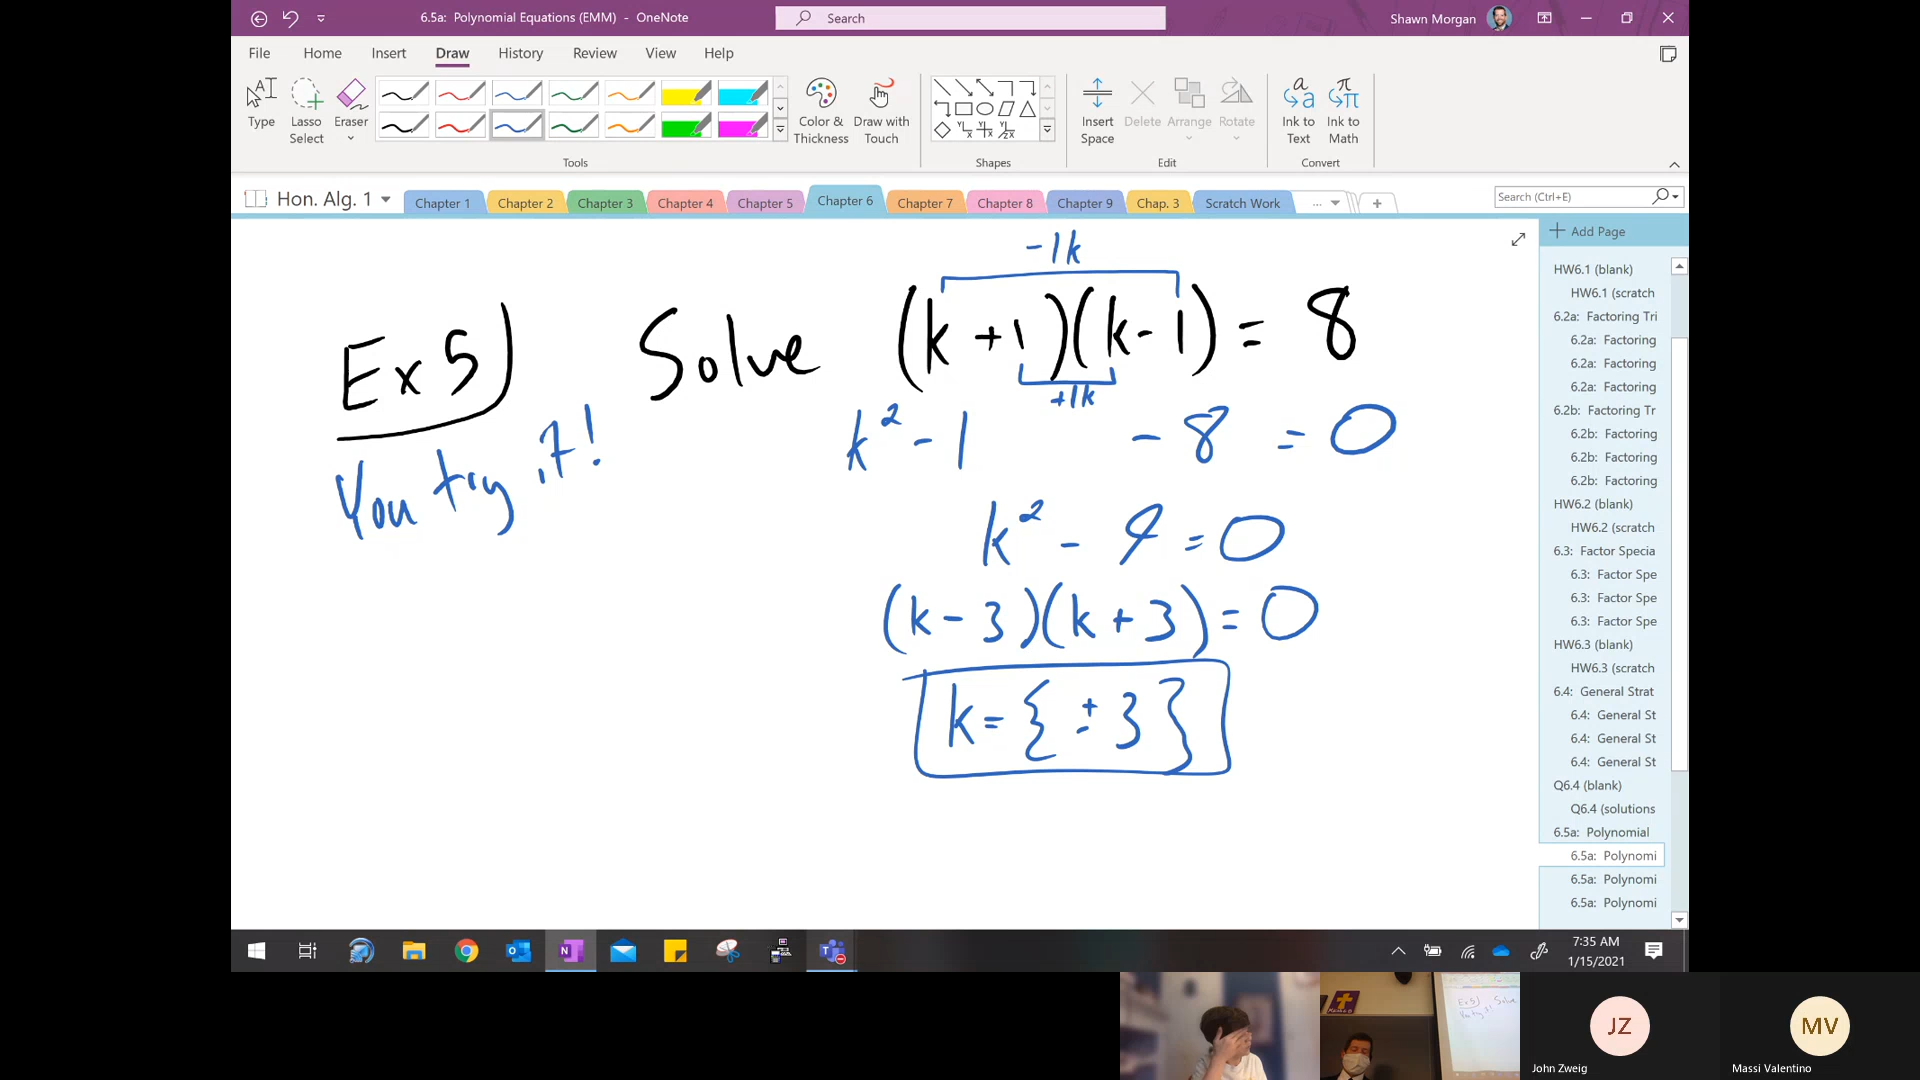 6.5a: Polynomial Equations (EMM) - OneNote
Search
Shawn Morgan
File Home Insert Draw History Review View Help
Type
Lasso Select
Eraser
Color & Thickness
Draw with Touch
Insert Space
Delete
Arrange
Rotate
Ink to Text
Ink to Math
Tools
Shapes
Edit
Convert
Hon. Alg. 1
Chapter 1 Chapter 2 Chapter 3 Chapter 4 Chapter 5 Chapter 6 Chapter 7 Chapter 8 Chapter 9 Chap. 3 Scratch Work ...
Search (Ctrl+E)
Add Page
-1k
Ex 5) Solve (k+1)(k-1) = 8
+1k
You try it!
k² - 1 - 8 = 0
k² - 9 = 0
(k-3)(k+3) = 0
k = { ± 3 }
HW6.1 (blank)
HW6.1 (scratch
6.2a: Factoring Tri
6.2a: Factoring
6.2a: Factoring
6.2a: Factoring
6.2b: Factoring Tr
6.2b: Factoring
6.2b: Factoring
6.2b: Factoring
HW6.2 (blank)
HW6.2 (scratch
6.3: Factor Specia
6.3: Factor Spe
6.3: Factor Spe
6.3: Factor Spe
HW6.3 (blank)
HW6.3 (scratch
6.4: General Strat
6.4: General St
6.4: General St
6.4: General St
Q6.4 (blank)
Q6.4 (solutions
6.5a: Polynomial
6.5a: Polynomi
6.5a: Polynomi
6.5a: Polynomi
7:35 AM
1/15/2021
Ex 5) Solve
You try it!
JZ
John Zweig
MV
Massi Valentino